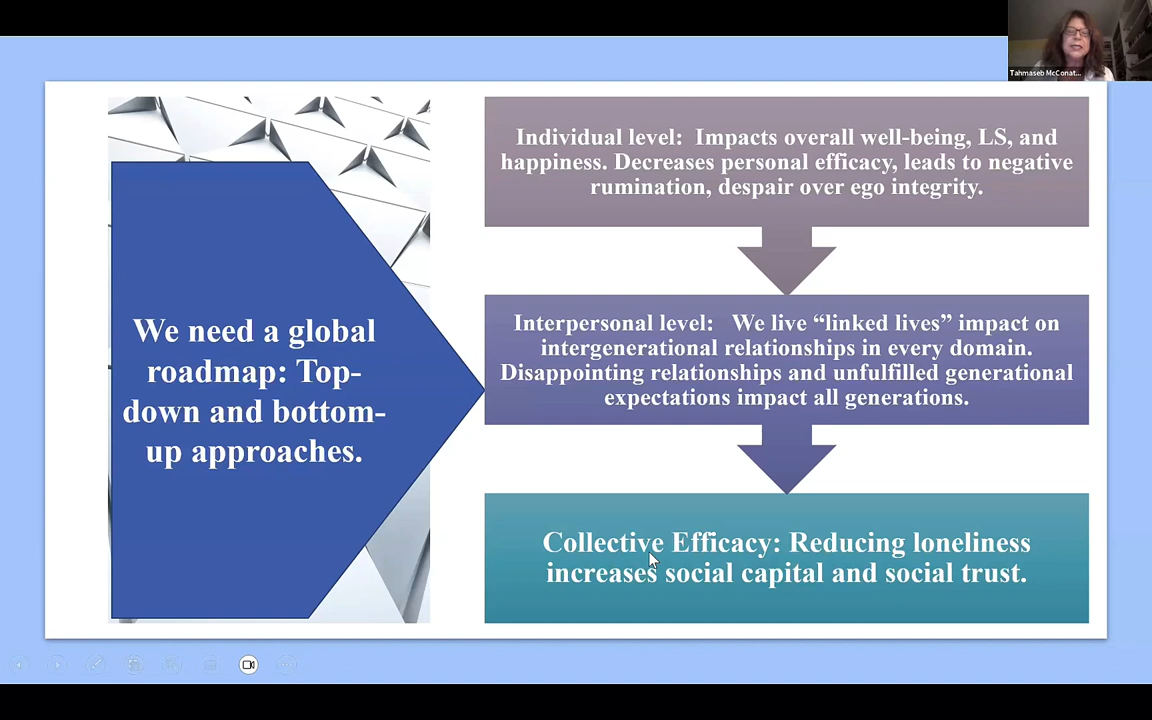 Tahmaseb McConat...
We need a global
roadmap: Top-
down and bottom-
up approaches.
Individual level:  Impacts overall well-being, LS, and
happiness. Decreases personal efficacy, leads to negative
rumination, despair over ego integrity.
Interpersonal level:   We live “linked lives” impact on
intergenerational relationships in every domain.
Disappointing relationships and unfulfilled generational
expectations impact all generations.
Collective Efficacy: Reducing loneliness
increases social capital and social trust.